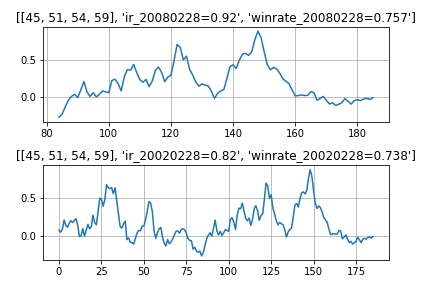 [[45, 51, 54, 59], 'ir_20080228=0.92', 'winrate_20080228=0.757']
0.5
0.0
80 100 120 140 160 180
[[45, 51, 54, 59], 'ir_20020228=0.82', 'winrate_20020228=0.738']
0.5
0.0
0 25 50 75 100 125 150 175